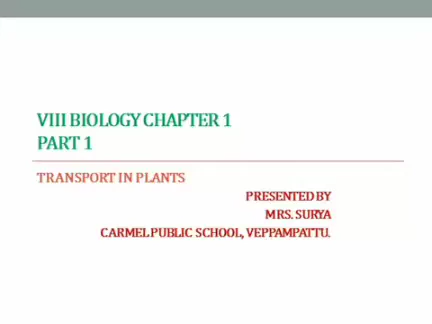 VIII BIOLOGY CHAPTER 1
PART 1
TRANSPORT IN PLANTS
PRESENTED BY
MRS. SURYA
CARMEL PUBLIC SCHOOL, VEPPAMPATTU.